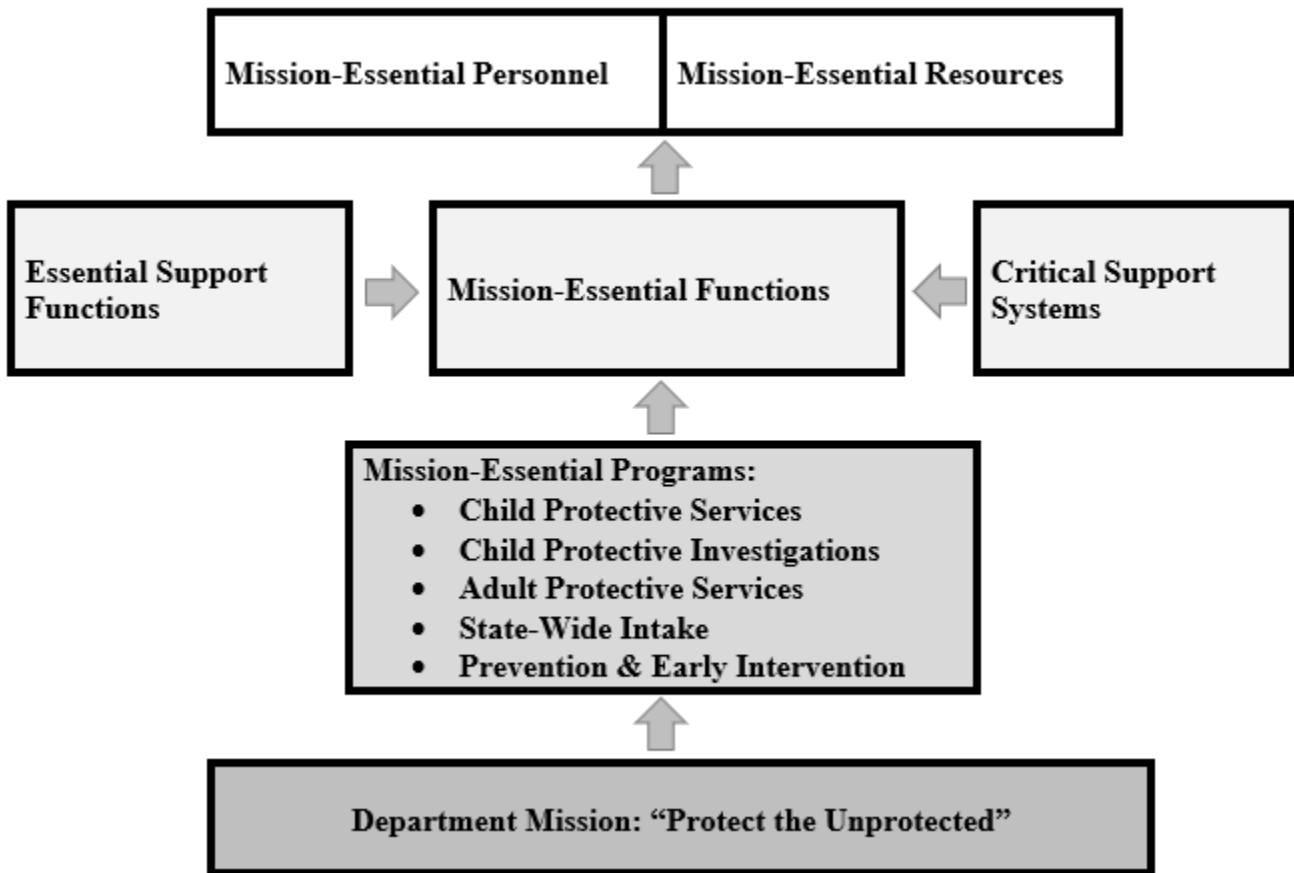 Mission-Essential Personnel
Mission-Essential Resources
Essential Support
Functions
Mission-Essential Functions
Critical Support
Systems
Mission-Essential Programs:
• Child Protective Services
• Child Protective Investigations
• Adult Protective Services
• State-Wide Intake
• Prevention & Early Intervention
Department Mission: “Protect the Unprotected”